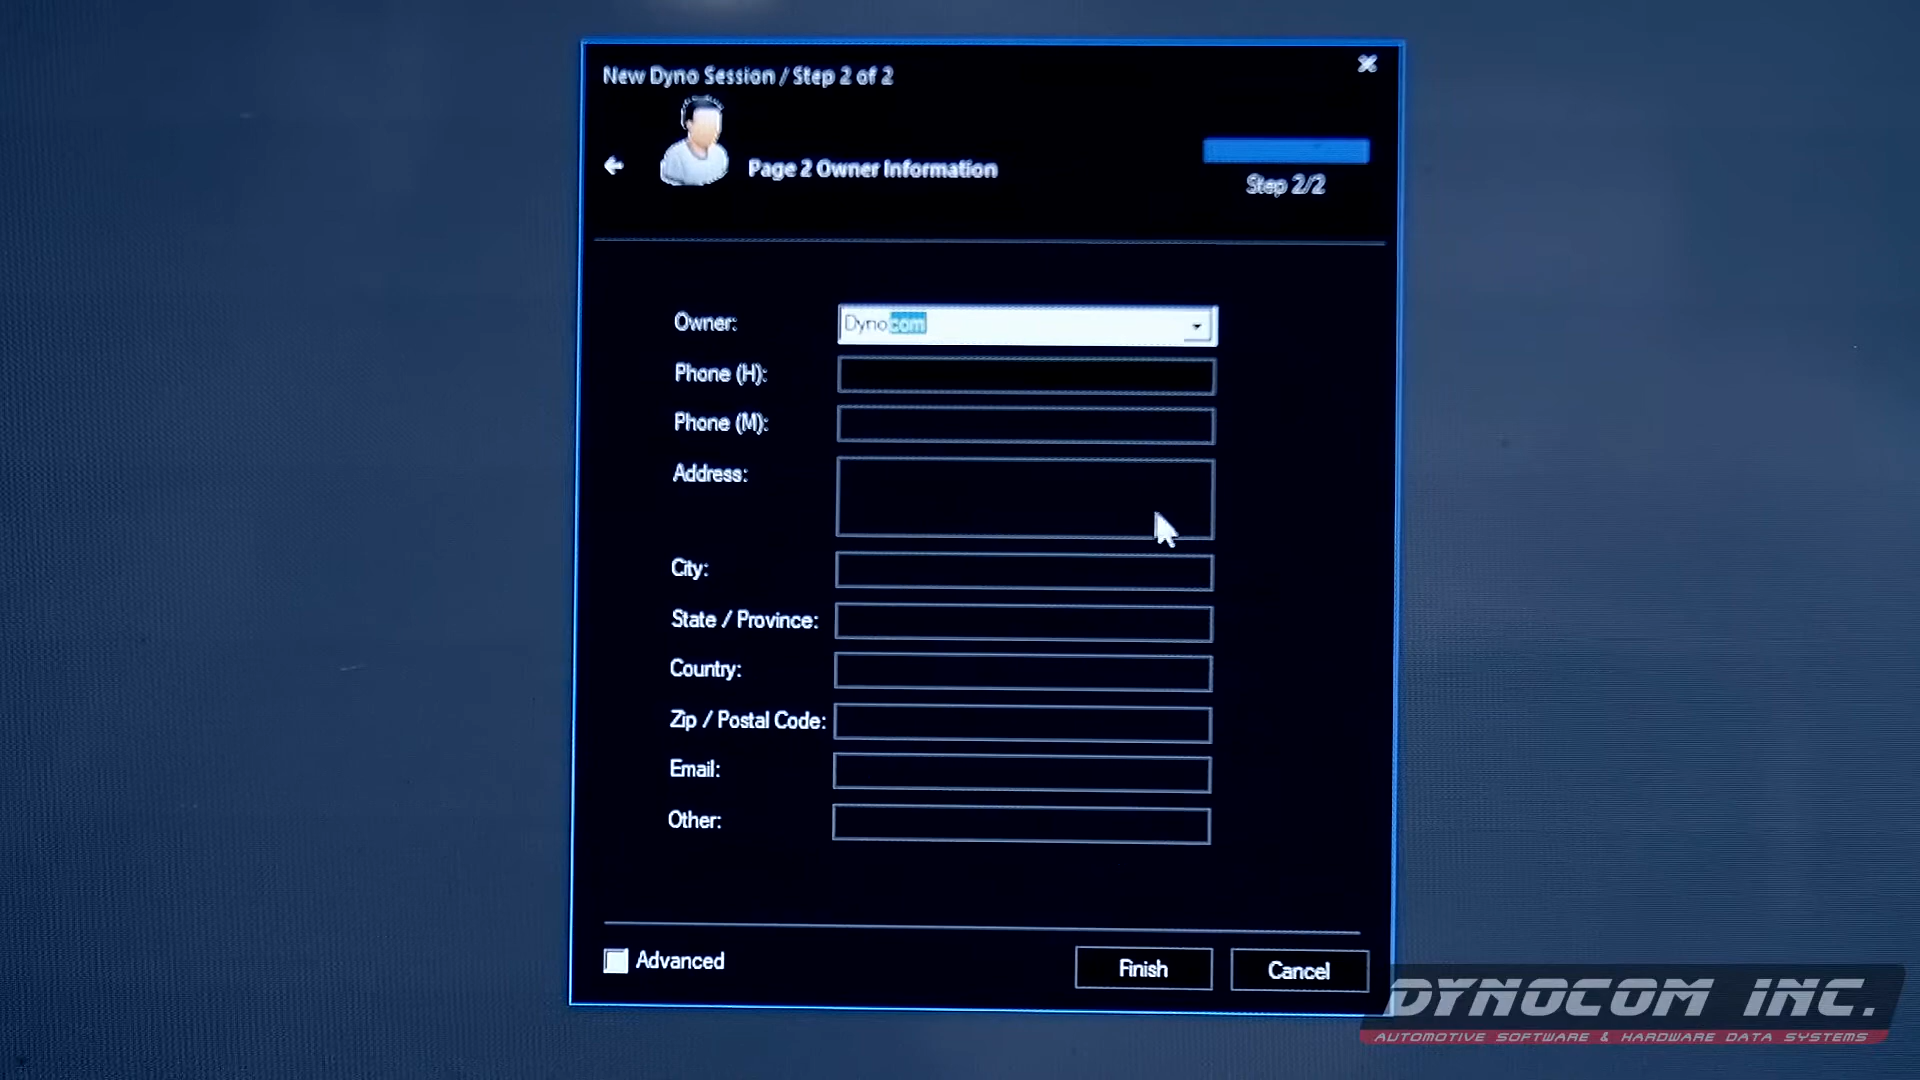 New Dyno Session / Step 2 of 2
Page 2 Owner Information
Step 2/2
Owner: Dynocom
Phone (H):
Phone (M):
Address:
City:
State / Province:
Country:
Zip / Postal Code:
Email:
Other:
Advanced
Finish
Cancel
DYNOCOM INC.
AUTOMOTIVE SOFTWARE & HARDWARE DATA SYSTEMS